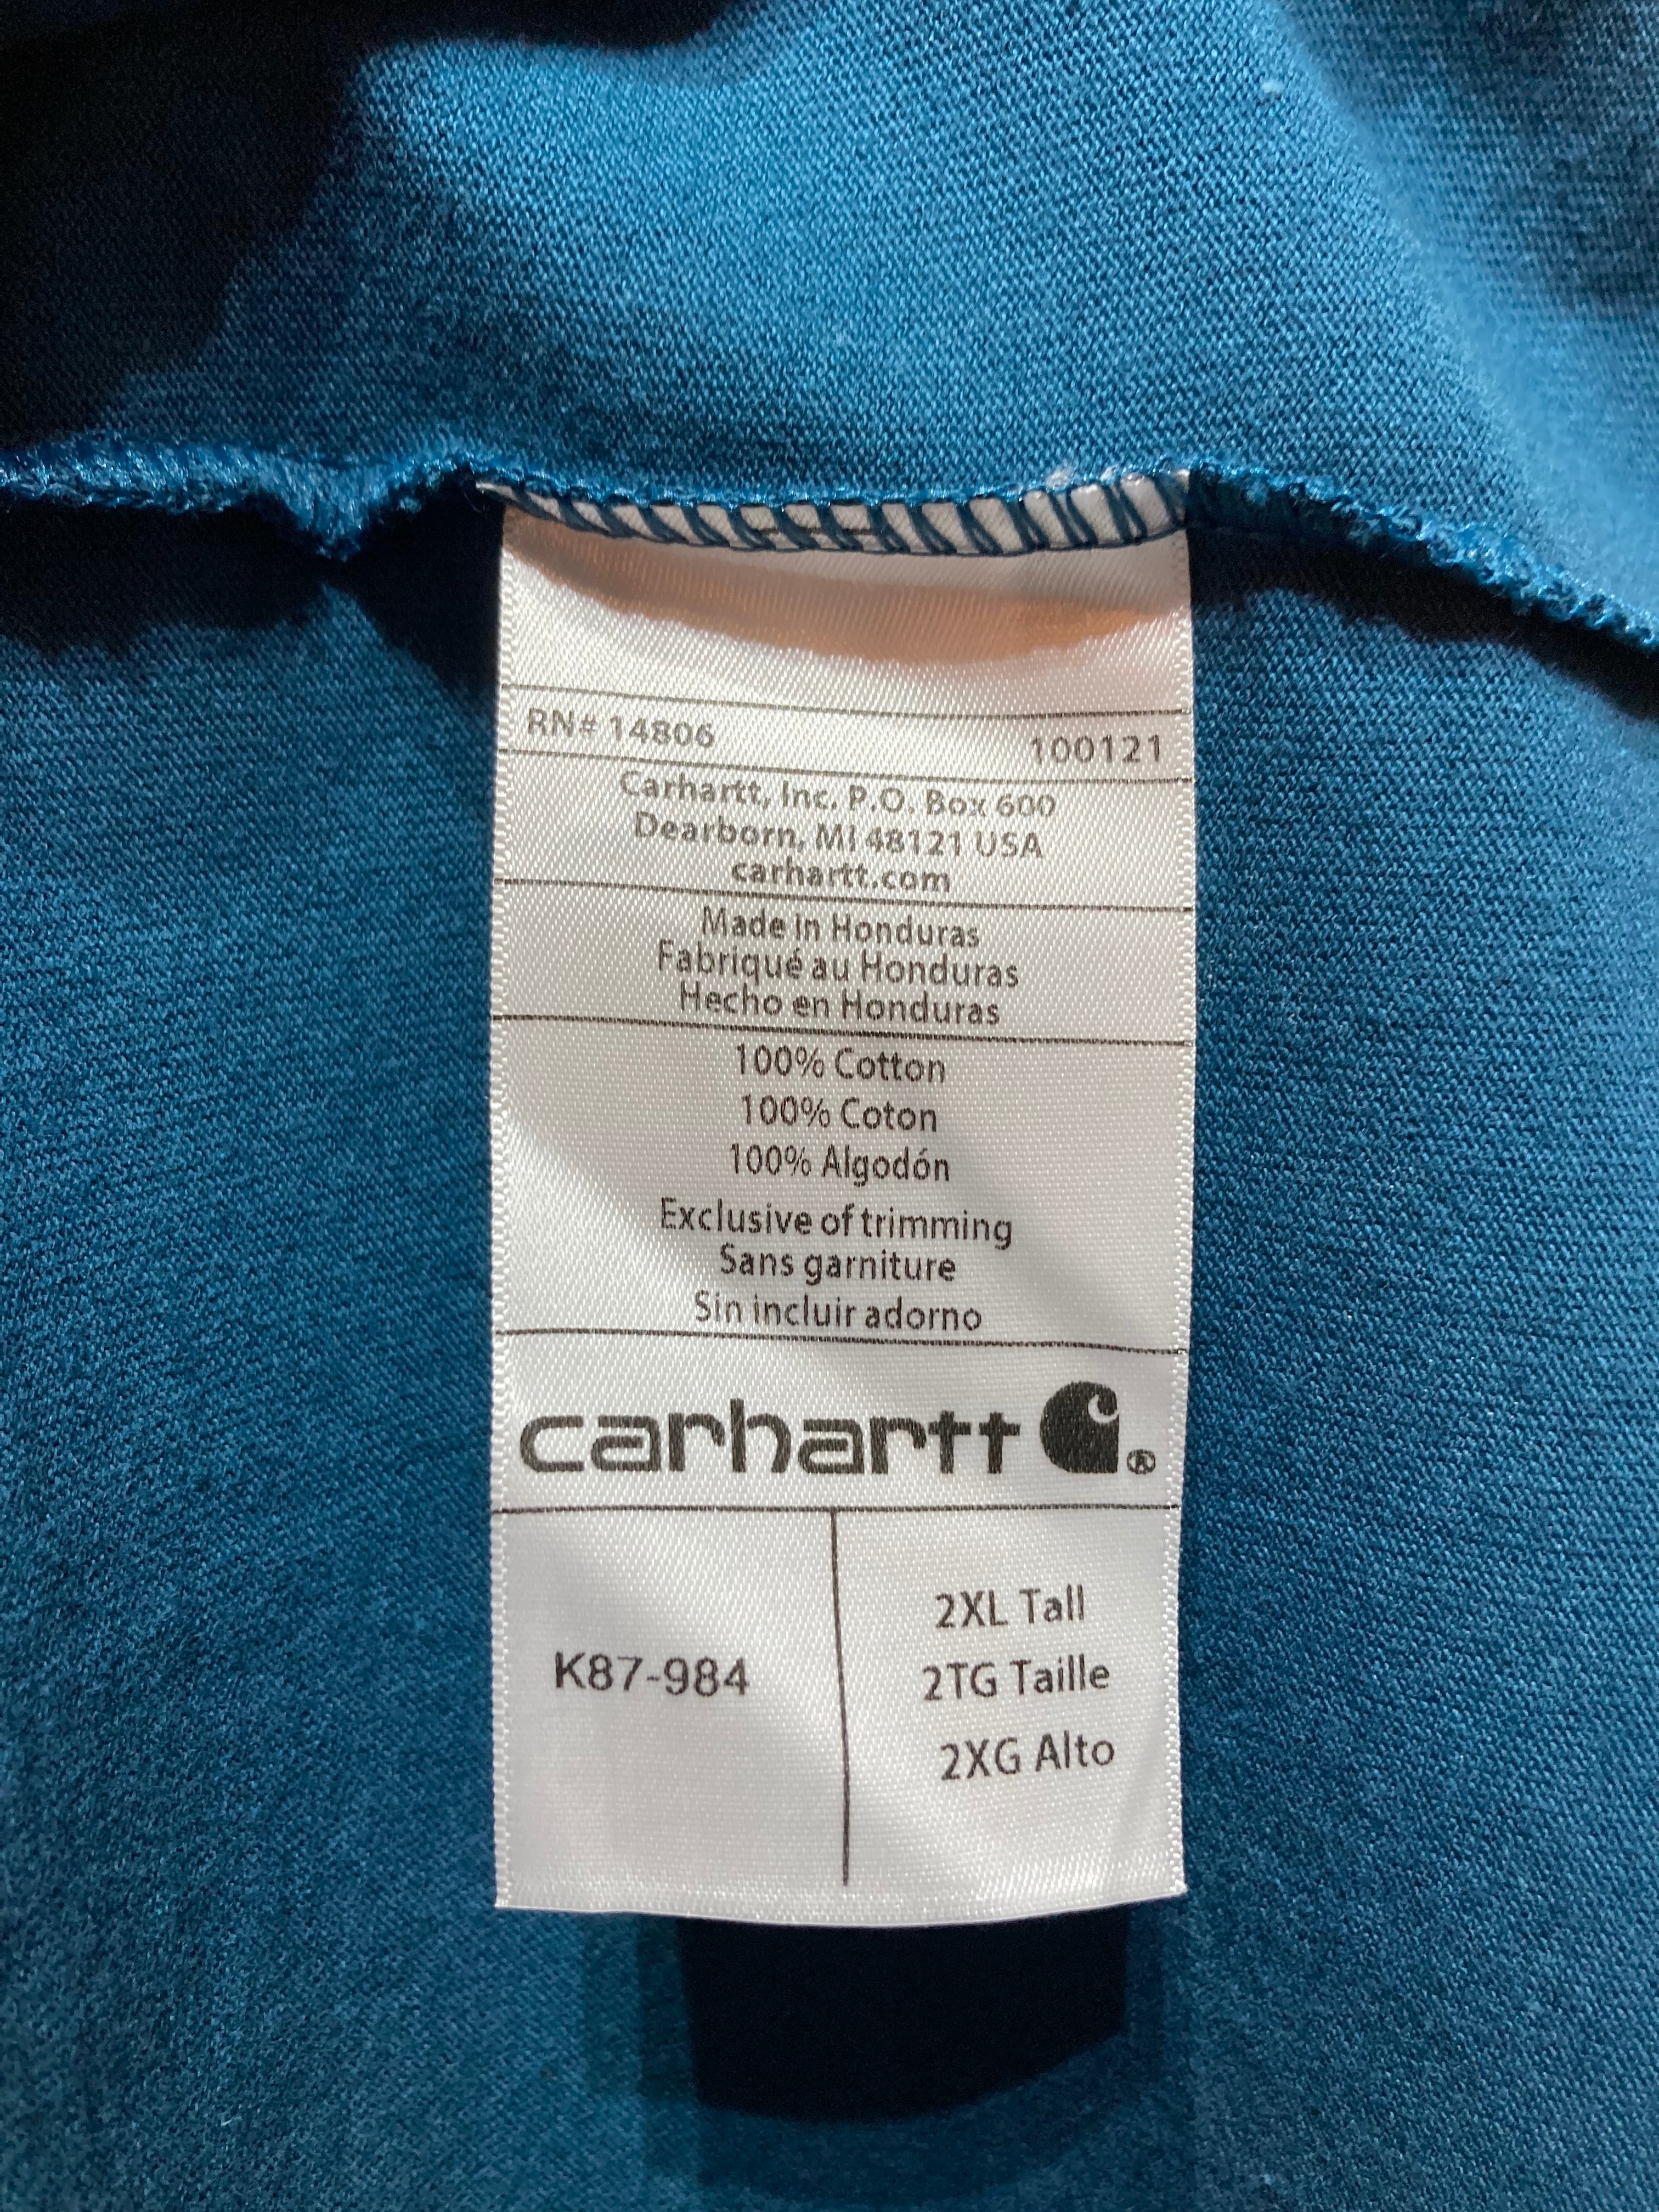 RN# 14806 100121
Carhartt, Inc. P.O. Box 600
Dearborn, MI 48121 USA
carhartt.com
Made in Honduras
Fabriqué au Honduras
Hecho en Honduras
100% Cotton
100% Coton
100% Algodón
Exclusive of trimming
Sans garniture
Sin incluir adorno
carhartt ®
K87-984
2XL Tall
2TG Taille
2XG Alto